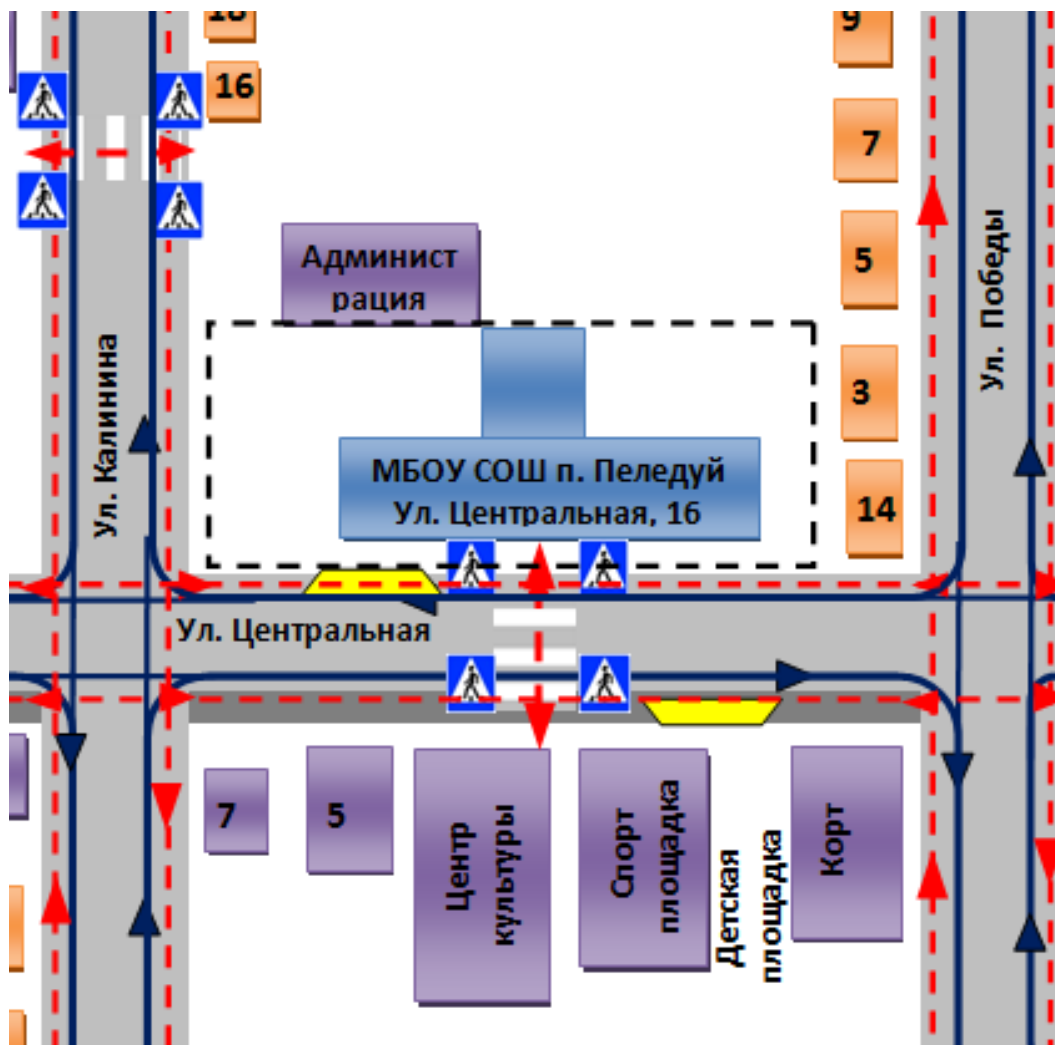 18
16
9
7
5
3
14
Админист
рация
Ул. Калинина
Ул. Победы
МБОУ СОШ п. Пеледуй
Ул. Центральная, 16
Ул. Центральная
7
5
Центр
культуры
Спорт
площадка
Детская
площадка
Корт